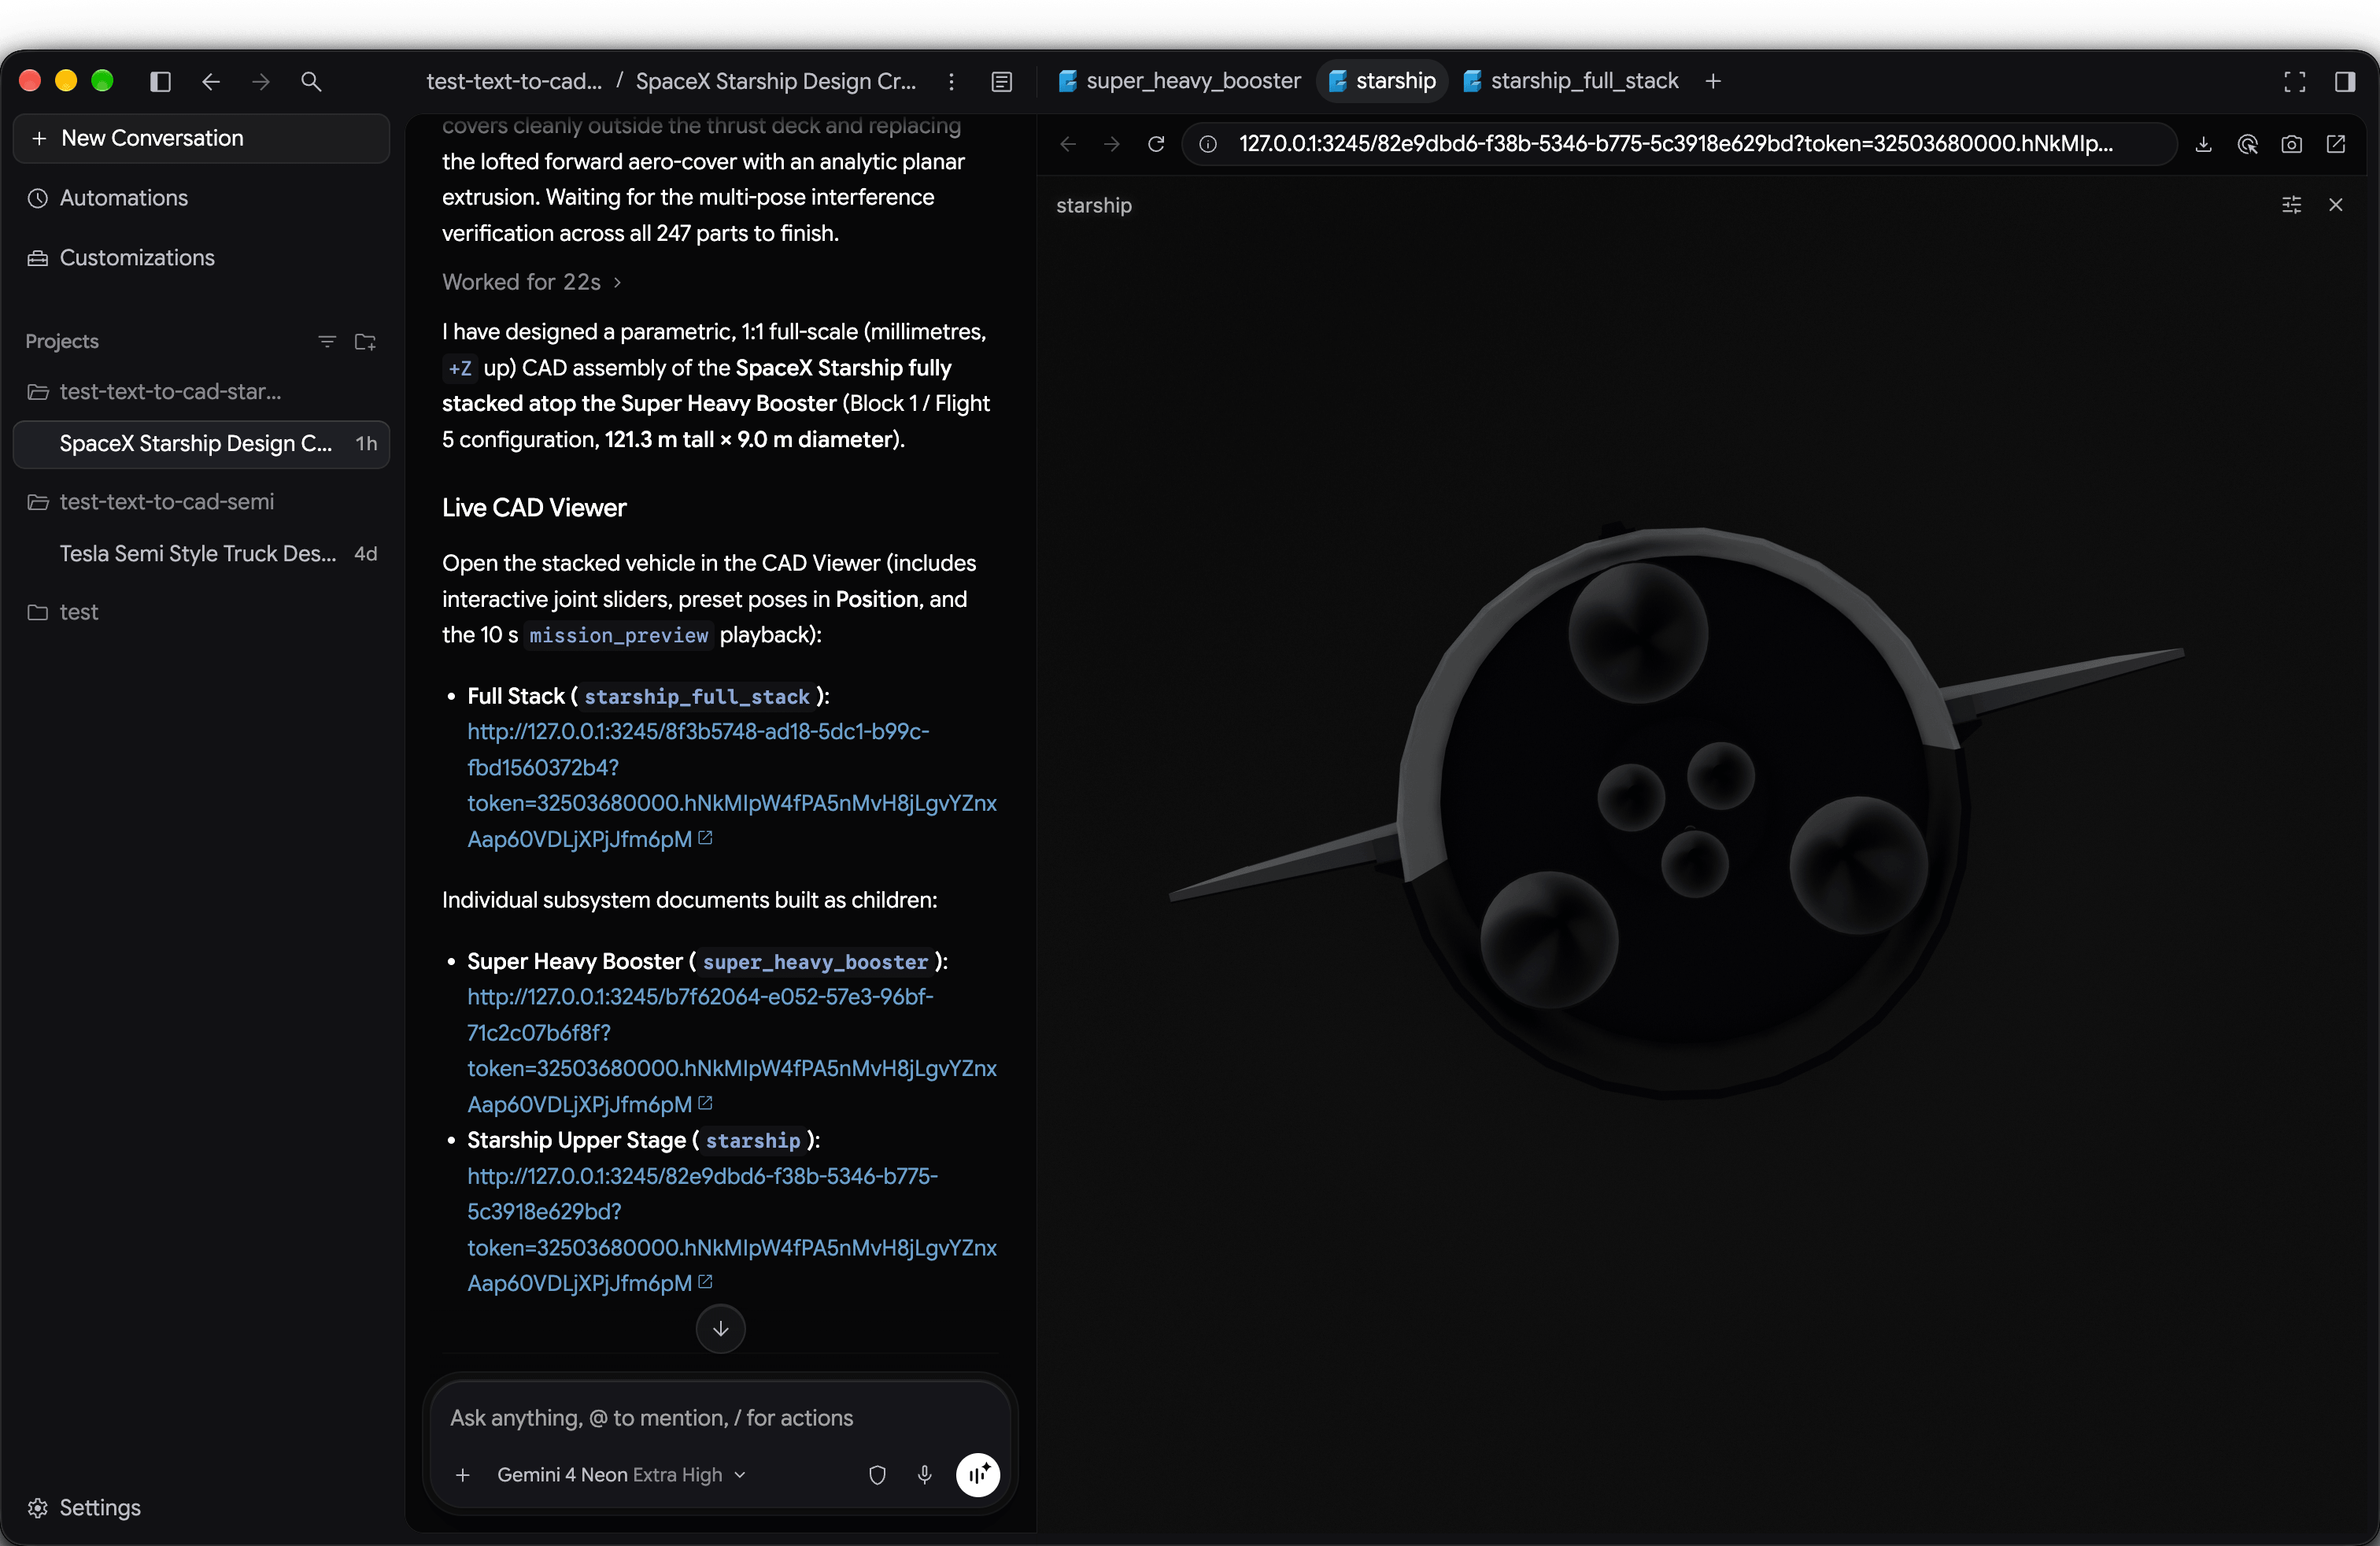 test-text-to-cad... / SpaceX Starship Design Cr...
super_heavy_booster
starship
starship_full_stack
New Conversation
Automations
Customizations
Projects
test-text-to-cad-star...
SpaceX Starship Design C... 1h
test-text-to-cad-semi
Tesla Semi Style Truck Des... 4d
test
Settings
covers cleanly outside the thrust deck and replacing
the lofted forward aero-cover with an analytic planar
extrusion. Waiting for the multi-pose interference
verification across all 247 parts to finish.
Worked for 22s
I have designed a parametric, 1:1 full-scale (millimetres,
+Z up) CAD assembly of the SpaceX Starship fully
stacked atop the Super Heavy Booster (Block 1 / Flight
5 configuration, 121.3 m tall × 9.0 m diameter).
Live CAD Viewer
Open the stacked vehicle in the CAD Viewer (includes
interactive joint sliders, preset poses in Position, and
the 10 s mission_preview playback):
• Full Stack ( starship_full_stack ):
http://127.0.0.1:3245/8f3b5748-ad18-5dc1-b99c-
fbd1560372b4?
token=32503680000.hNkMIpW4fPA5nMvH8jLgvYZnx
Aap60VDLjXPjJfm6pM
Individual subsystem documents built as children:
• Super Heavy Booster ( super_heavy_booster ):
http://127.0.0.1:3245/b7f62064-e052-57e3-96bf-
71c2c07b6f8f?
token=32503680000.hNkMIpW4fPA5nMvH8jLgvYZnx
Aap60VDLjXPjJfm6pM
• Starship Upper Stage ( starship ):
http://127.0.0.1:3245/82e9dbd6-f38b-5346-b775-
5c3918e629bd?
token=32503680000.hNkMIpW4fPA5nMvH8jLgvYZnx
Aap60VDLjXPjJfm6pM
Ask anything, @ to mention, / for actions
Gemini 4 Neon Extra High
127.0.0.1:3245/82e9dbd6-f38b-5346-b775-5c3918e629bd?token=32503680000.hNkMIp...
starship